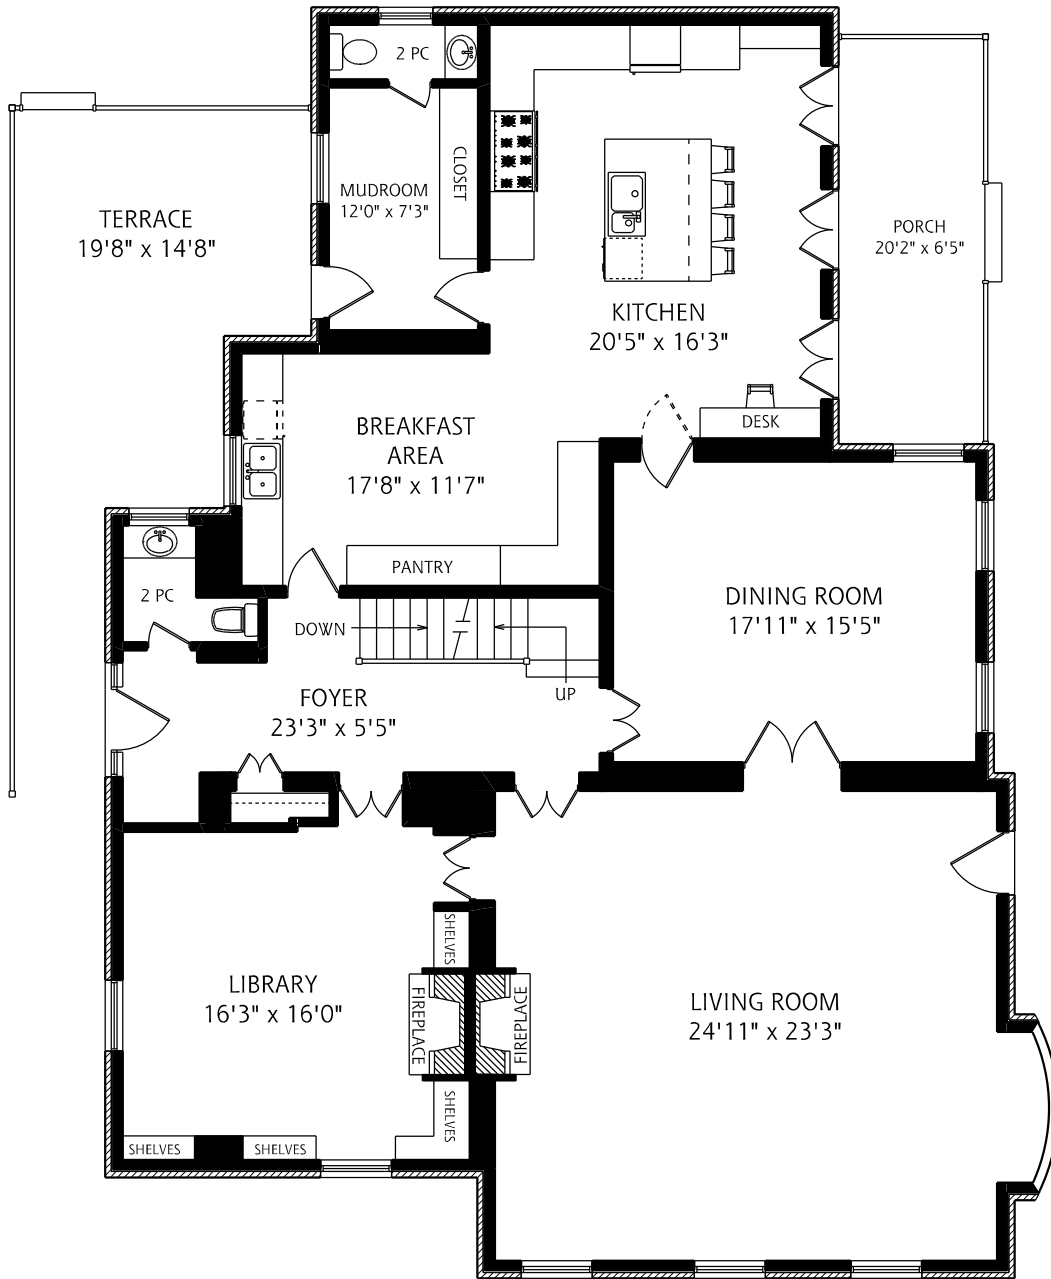 2 PC
CLOSET
MUDROOM
12'0" x 7'3"
TERRACE
19'8" x 14'8"
PORCH
20'2" x 6'5"
KITCHEN
20'5" x 16'3"
DESK
BREAKFAST
AREA
17'8" x 11'7"
PANTRY
2 PC
DOWN
UP
DINING ROOM
17'11" x 15'5"
FOYER
23'3" x 5'5"
SHELVES
LIBRARY
16'3" x 16'0"
FIREPLACE
FIREPLACE
LIVING ROOM
24'11" x 23'3"
SHELVES
SHELVES
SHELVES